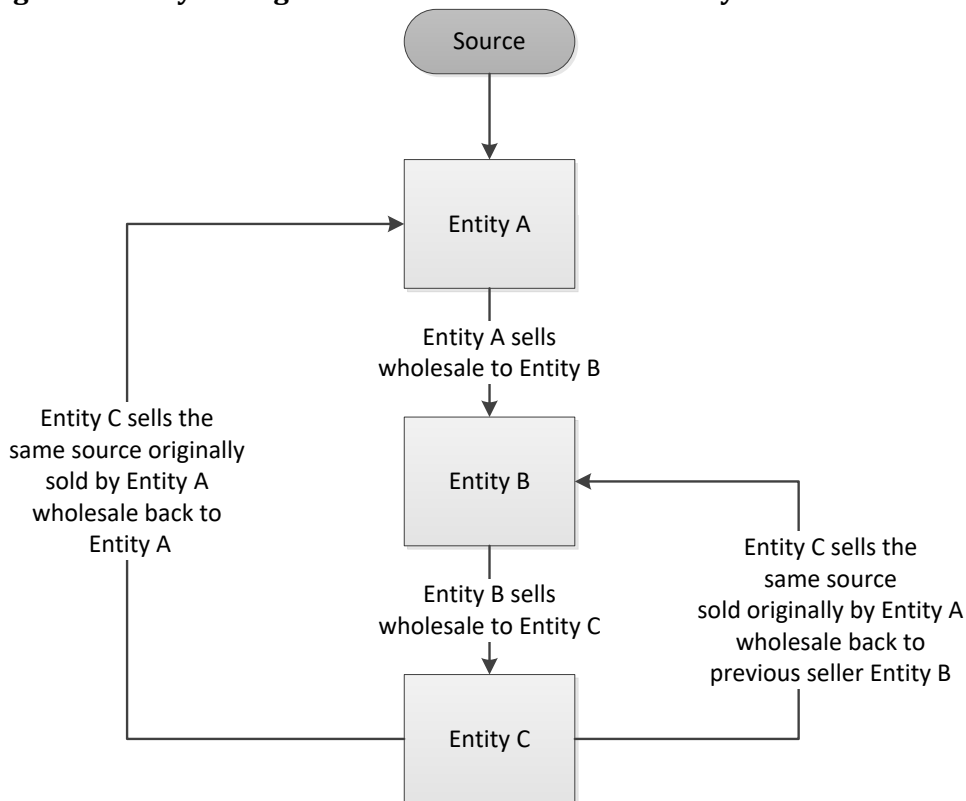 Source
Entity A
Entity A sells
wholesale to Entity B
Entity C sells the
same source originally
sold by Entity A
wholesale back to
Entity A
Entity B
Entity B sells
wholesale to Entity C
Entity C sells the
same source
sold originally by Entity A
wholesale back to
previous seller Entity B
Entity C